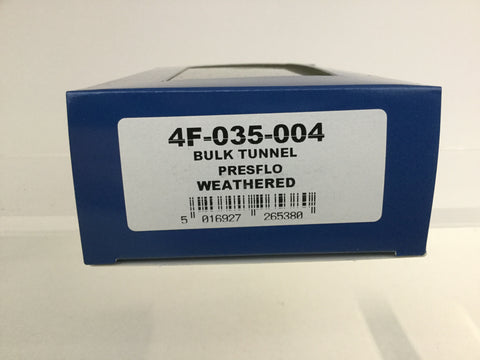 4F-035-004
BULK TUNNEL
PRESFLO
WEATHERED
5 016927 265380